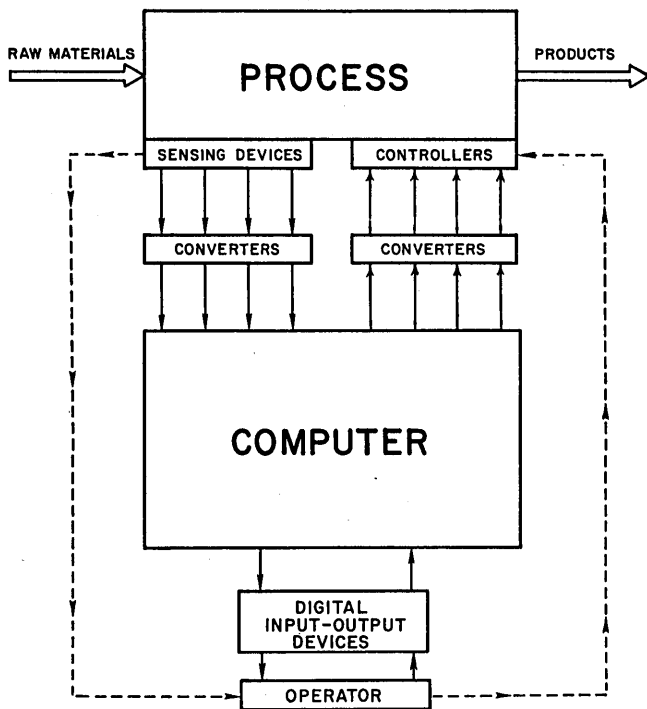 RAW MATERIALS
PROCESS
PRODUCTS
SENSING DEVICES
CONTROLLERS
CONVERTERS
CONVERTERS
COMPUTER
DIGITAL
INPUT-OUTPUT
DEVICES
OPERATOR